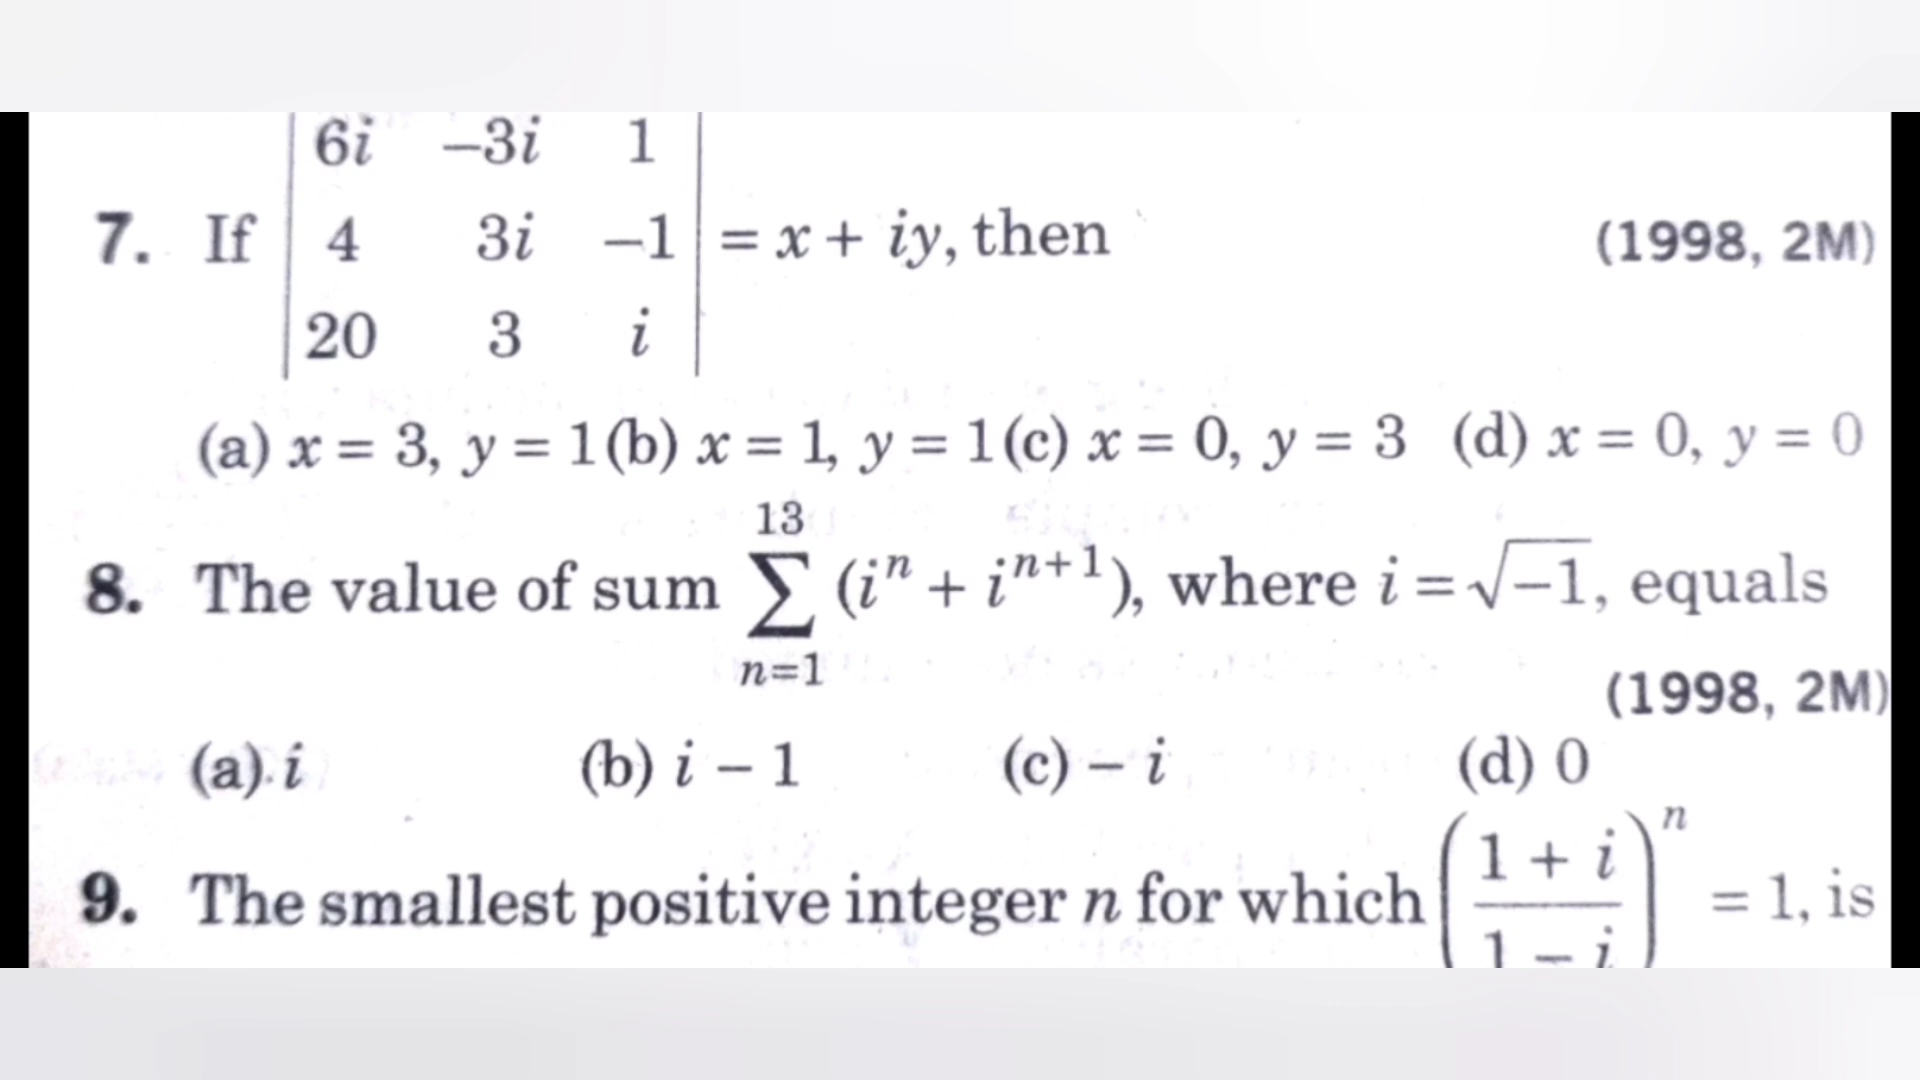 6i −3i 1
7. If 4 3i −1 = x + iy, then (1998, 2M)
20 3 i
(a) x = 3, y = 1 (b) x = 1, y = 1 (c) x = 0, y = 3 (d) x = 0, y = 0
13
8. The value of sum ∑ (iⁿ + iⁿ⁺¹), where i = √−1, equals
n=1
(1998, 2M)
(a) i (b) i − 1 (c) − i (d) 0
9. The smallest positive integer n for which (1 + i / 1 − i)ⁿ = 1, is